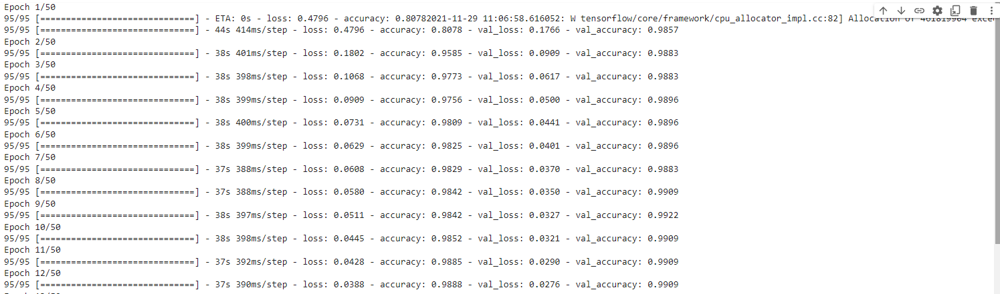 Epoch 1/50
95/95 [==============================] - ETA: 0s - loss: 0.4796 - accuracy: 0.80782021-11-29 11:06:58.616052: W tensorflow/core/framework/cpu_allocator_impl.cc:82] Allocation of 461819904
95/95 [==============================] - 44s 414ms/step - loss: 0.4796 - accuracy: 0.8078 - val_loss: 0.1766 - val_accuracy: 0.9857
Epoch 2/50
95/95 [==============================] - 38s 401ms/step - loss: 0.1802 - accuracy: 0.9585 - val_loss: 0.0909 - val_accuracy: 0.9883
Epoch 3/50
95/95 [==============================] - 38s 398ms/step - loss: 0.1068 - accuracy: 0.9773 - val_loss: 0.0617 - val_accuracy: 0.9883
Epoch 4/50
95/95 [==============================] - 38s 399ms/step - loss: 0.0909 - accuracy: 0.9756 - val_loss: 0.0500 - val_accuracy: 0.9896
Epoch 5/50
95/95 [==============================] - 38s 400ms/step - loss: 0.0731 - accuracy: 0.9809 - val_loss: 0.0441 - val_accuracy: 0.9896
Epoch 6/50
95/95 [==============================] - 38s 399ms/step - loss: 0.0629 - accuracy: 0.9825 - val_loss: 0.0401 - val_accuracy: 0.9896
Epoch 7/50
95/95 [==============================] - 37s 388ms/step - loss: 0.0608 - accuracy: 0.9829 - val_loss: 0.0370 - val_accuracy: 0.9883
Epoch 8/50
95/95 [==============================] - 37s 388ms/step - loss: 0.0580 - accuracy: 0.9842 - val_loss: 0.0350 - val_accuracy: 0.9909
Epoch 9/50
95/95 [==============================] - 38s 397ms/step - loss: 0.0511 - accuracy: 0.9842 - val_loss: 0.0327 - val_accuracy: 0.9922
Epoch 10/50
95/95 [==============================] - 38s 398ms/step - loss: 0.0445 - accuracy: 0.9852 - val_loss: 0.0321 - val_accuracy: 0.9909
Epoch 11/50
95/95 [==============================] - 37s 392ms/step - loss: 0.0428 - accuracy: 0.9885 - val_loss: 0.0290 - val_accuracy: 0.9909
Epoch 12/50
95/95 [==============================] - 37s 390ms/step - loss: 0.0388 - accuracy: 0.9888 - val_loss: 0.0276 - val_accuracy: 0.9909